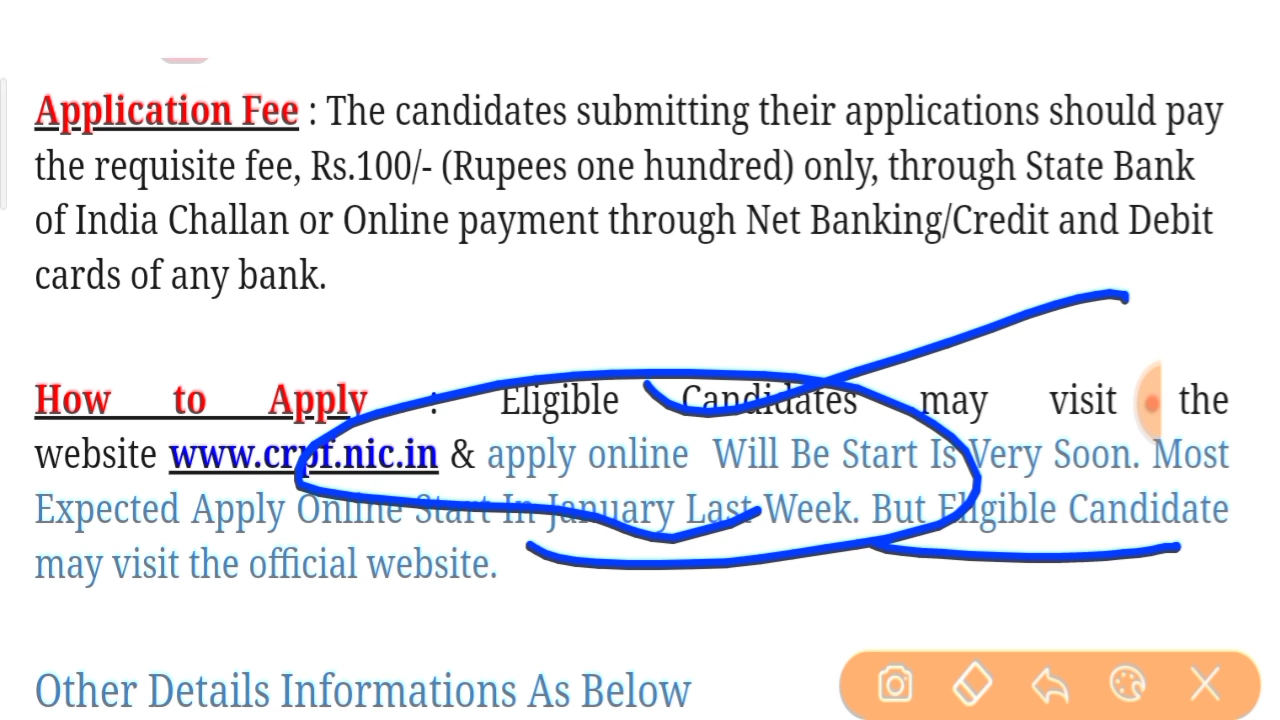 Application Fee : The candidates submitting their applications should pay
the requisite fee, Rs.100/- (Rupees one hundred) only, through State Bank
of India Challan or Online payment through Net Banking/Credit and Debit
cards of any bank.
How to Apply : Eligible Candidates may visit the
website www.crpf.nic.in & apply online Will Be Start Is Very Soon. Most
Expected Apply Online Start In January Last Week. But Eligible Candidate
may visit the official website.
Other Details Informations As Below